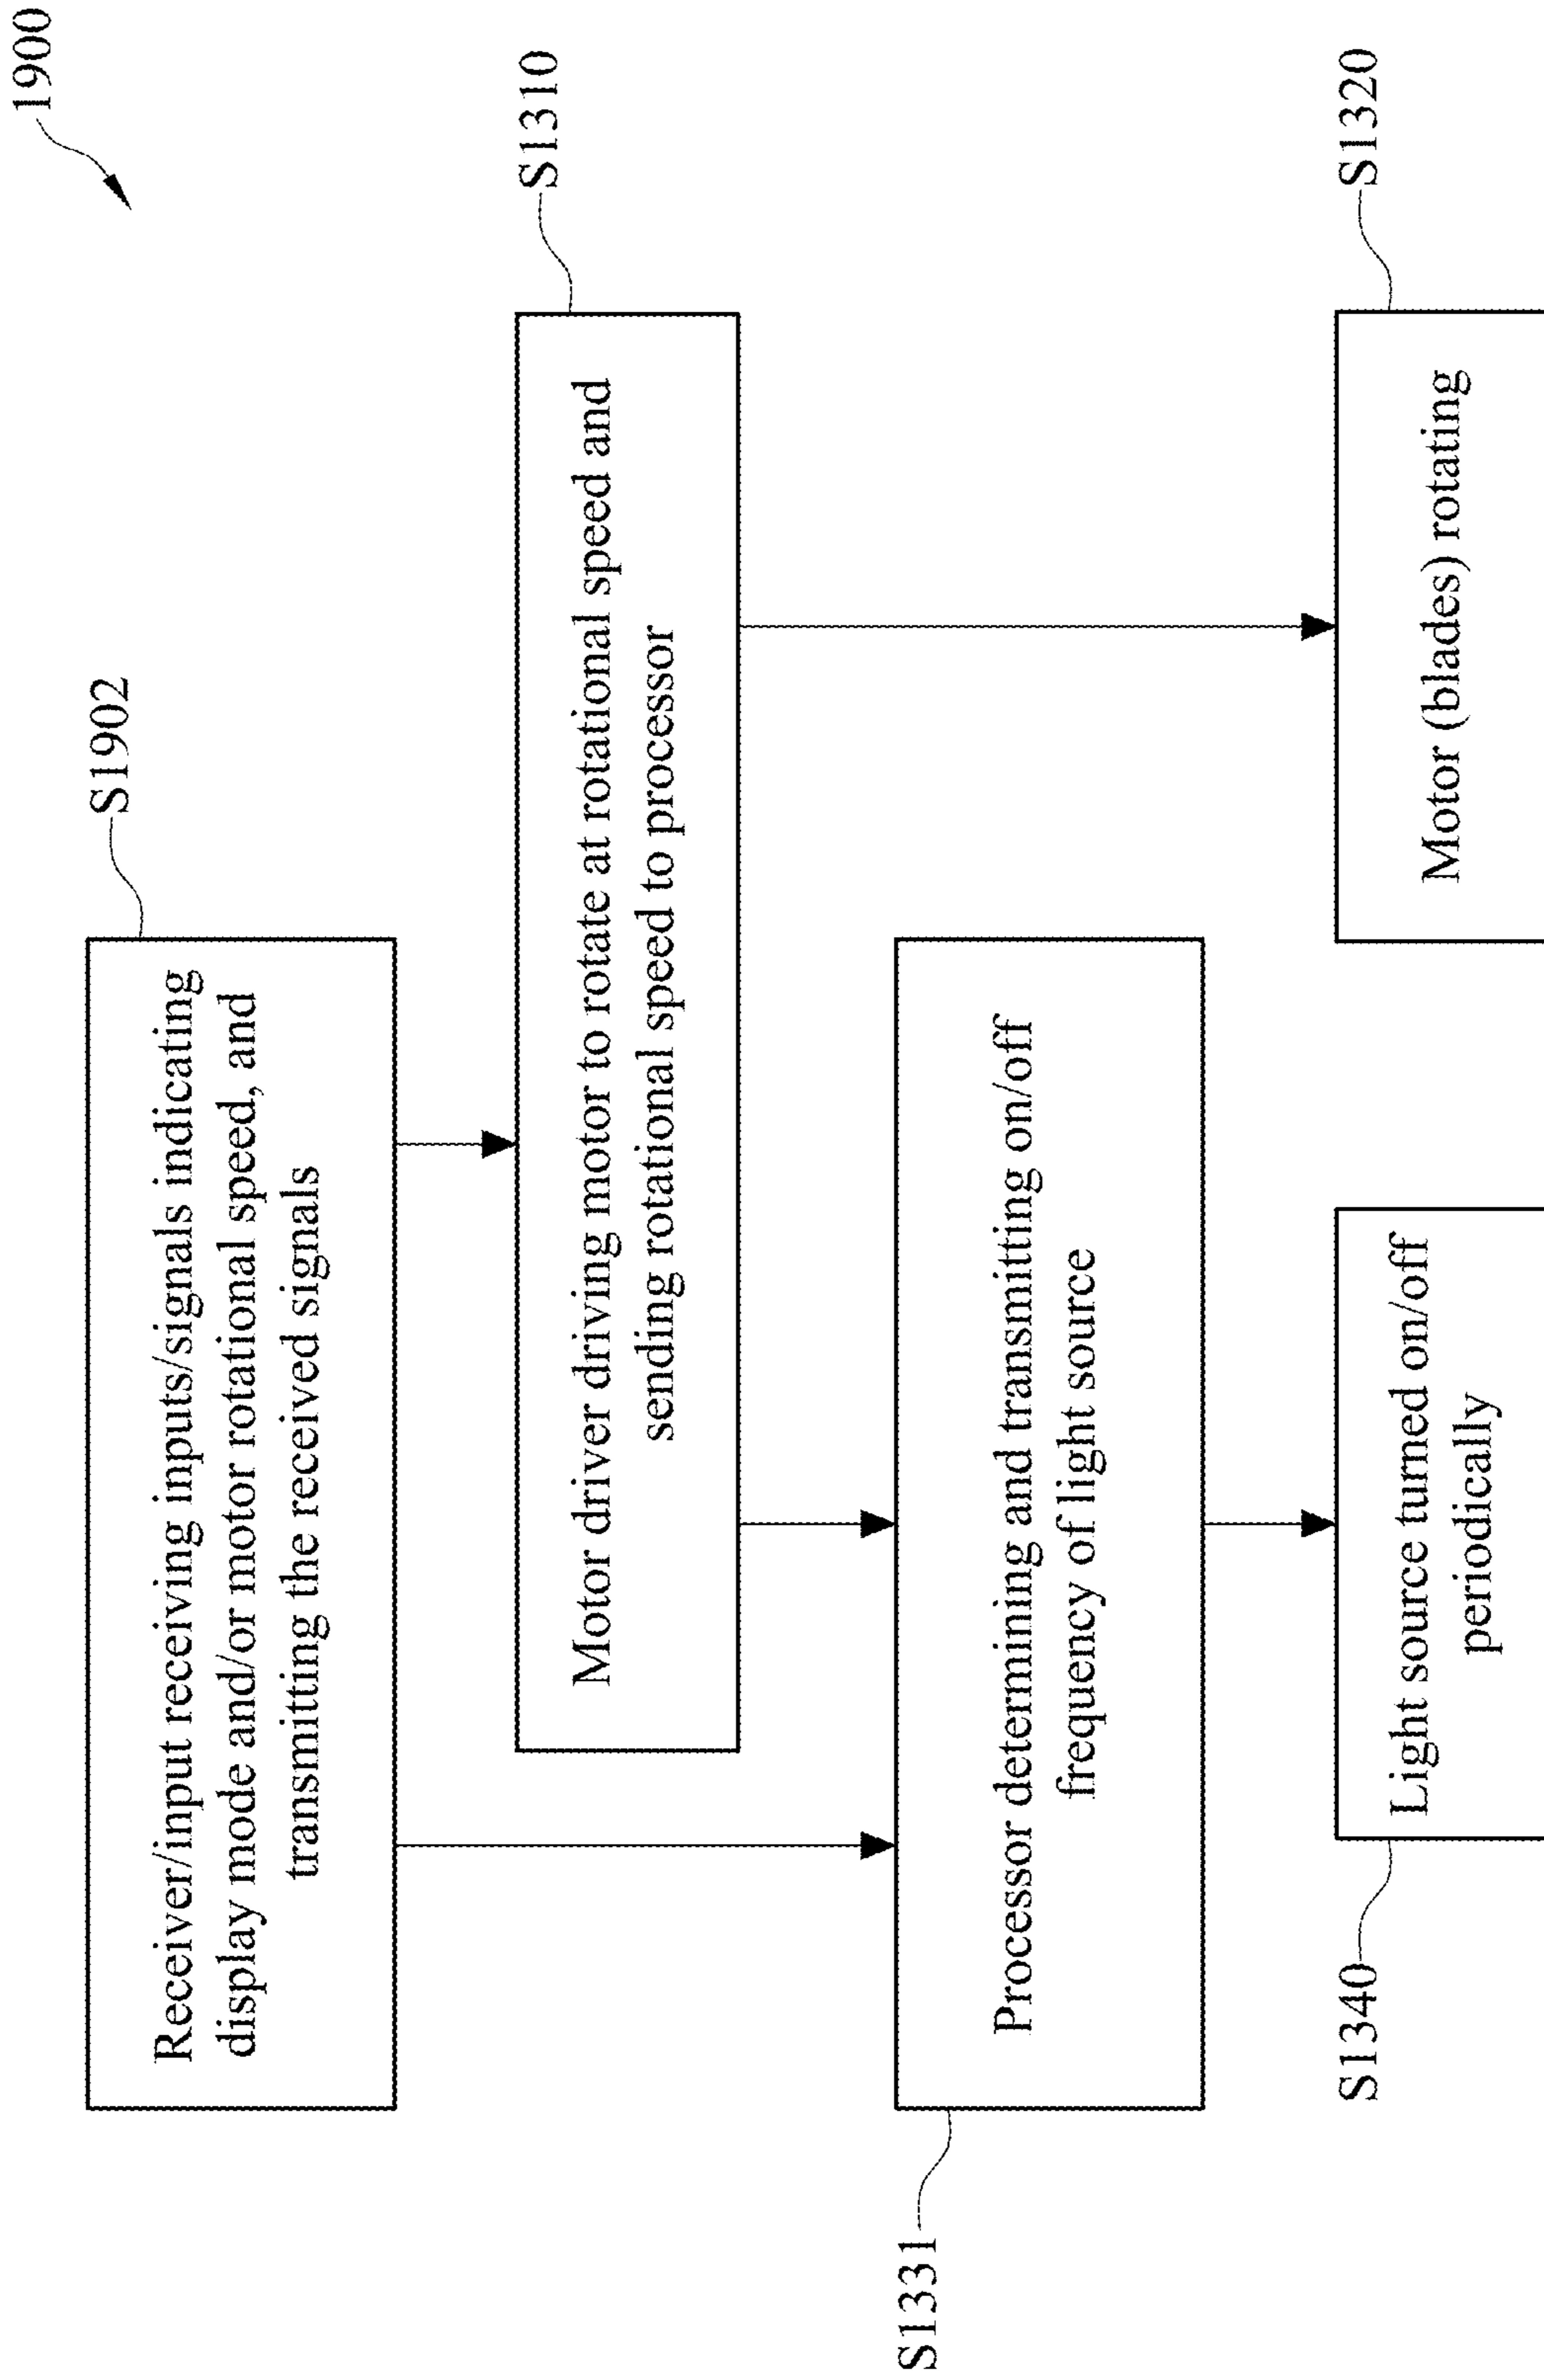 1900
S1902
Receiver/input receiving inputs/signals indicating
display mode and/or motor rotational speed, and
transmitting the received signals
S1310
Motor driver driving motor to rotate at rotational speed and
sending rotational speed to processor
S1331
Processor determining and transmitting on/off
frequency of light source
S1340
Light source turned on/off
periodically
S1320
Motor (blades) rotating